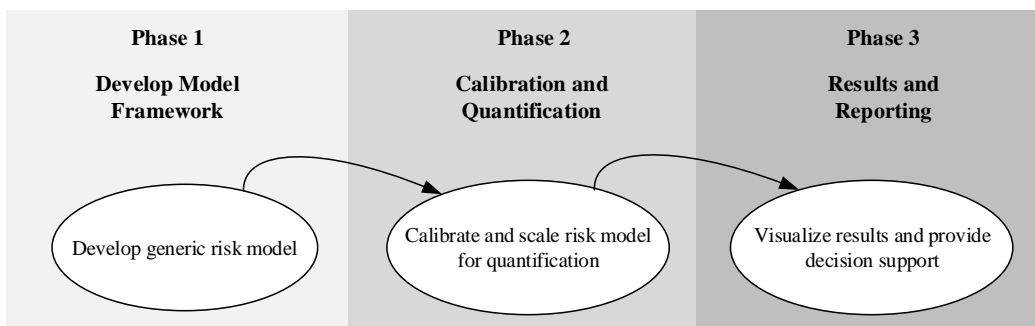 Phase 1
Develop Model
Framework
Phase 2
Calibration and
Quantification
Phase 3
Results and
Reporting
Develop generic risk model
Calibrate and scale risk model
for quantification
Visualize results and provide
decision support